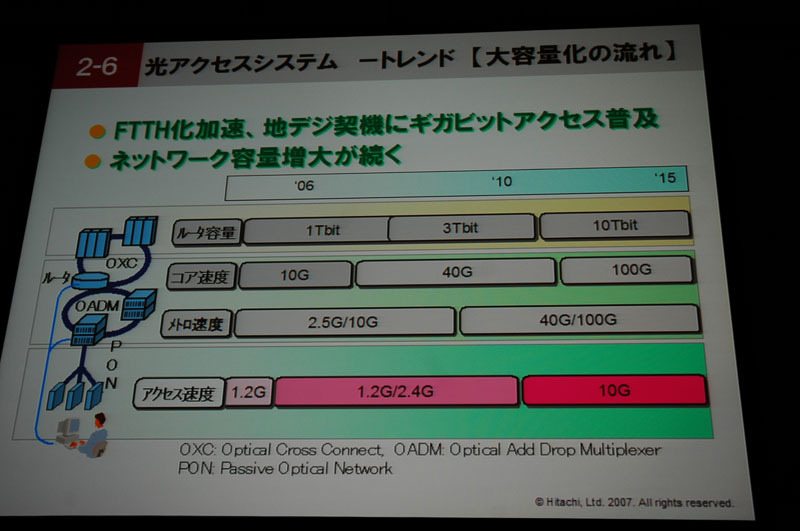 2-6 光アクセスシステム －トレンド【大容量化の流れ】
FTTH化加速、地デジ契機にギガビットアクセス普及
ネットワーク容量増大が続く
'06 '10 '15
ルータ容量 1Tbit 3Tbit 10Tbit
OXC
ルータ
コア速度 10G 40G 100G
OADM
メトロ速度 2.5G/10G 40G/100G
PON
アクセス速度 1.2G 1.2G/2.4G 10G
OXC: Optical Cross Connect, OADM: Optical Add Drop Multiplexer
PON: Passive Optical Network
© Hitachi, Ltd. 2007. All rights reserved.